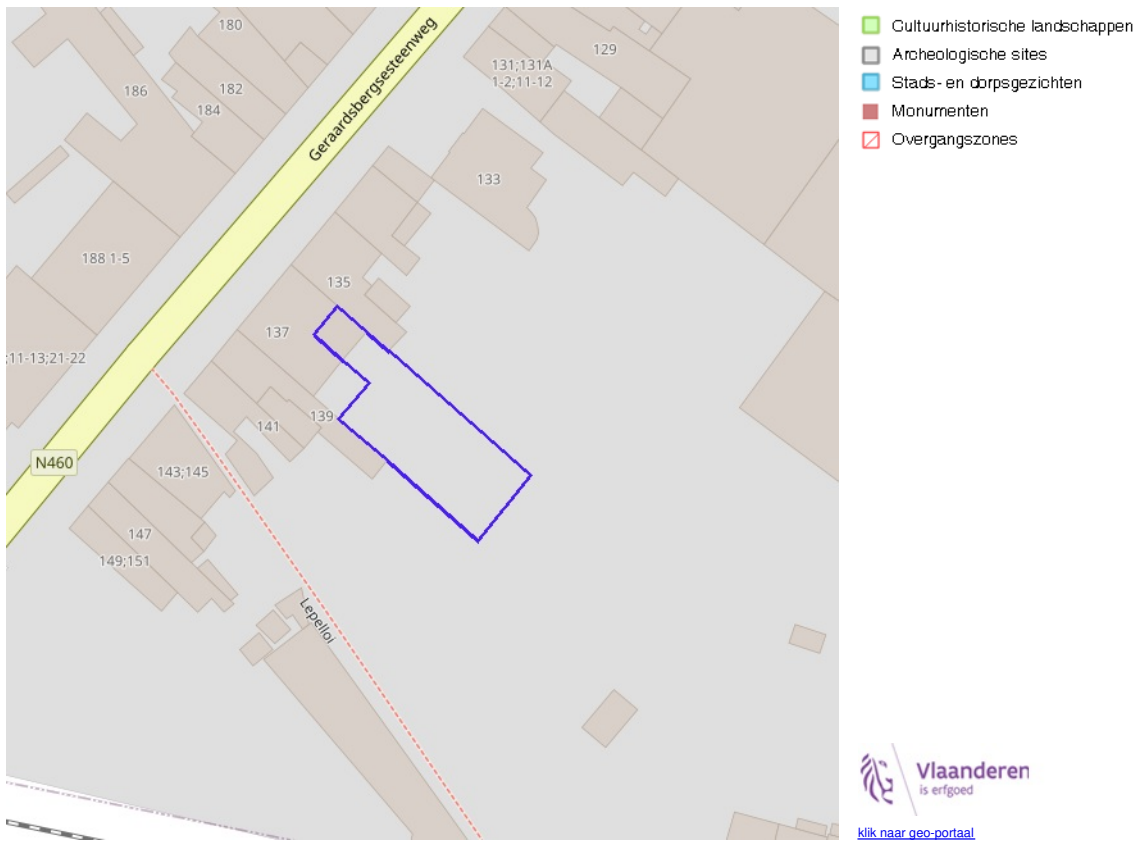 180
186
182
184
Geraardsbergsesteenweg
129
131;131A
1-2;11-12
133
188 1-5
135
137
;11-13;21-22
139
141
N460
143;145
147
149;151
Lepelloi
Cultuurhistorische landschappen
Archeologische sites
Stads- en dorpsgezichten
Monumenten
Overgangszones
Vlaanderen
is erfgoed
klik naar geo-portaal